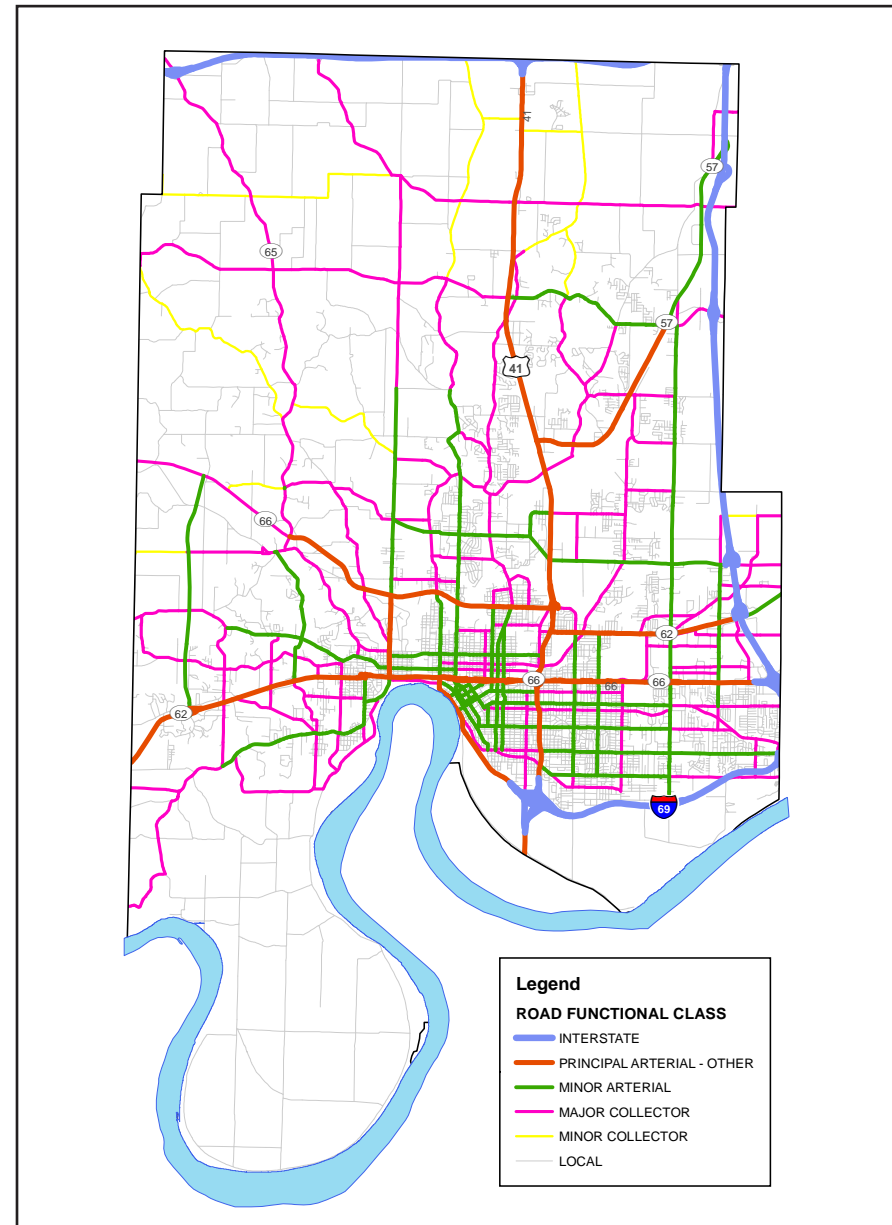 41
57
65
57
41
66
62
66
66
66
62
69
Legend
ROAD FUNCTIONAL CLASS
INTERSTATE
PRINCIPAL ARTERIAL - OTHER
MINOR ARTERIAL
MAJOR COLLECTOR
MINOR COLLECTOR
LOCAL